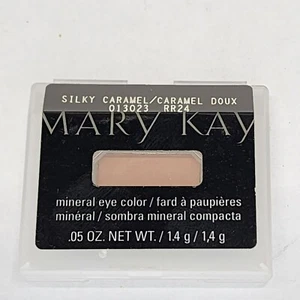 SILKY CARAMEL/CARAMEL DOUX
013023 RR24
MARY KAY
mineral eye color / fard à paupières
minéral / sombra mineral compacta
.05 OZ. NET WT. / 1.4 g / 1,4 g